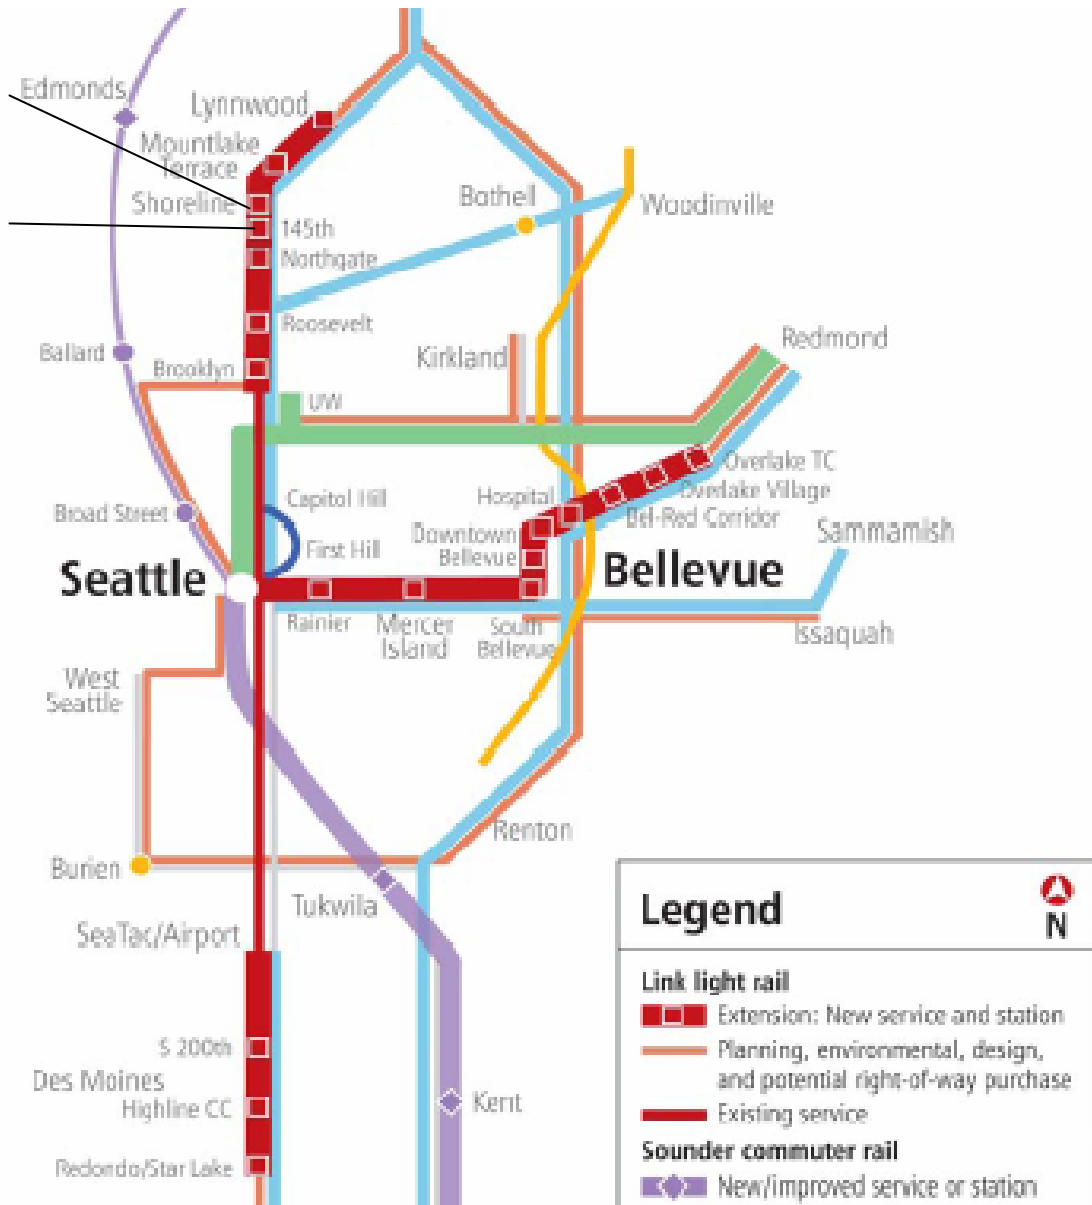 Edmonds
Lynnwood
Mountlake
Terrace
Shoreline
145th
Northgate
Bothell
Woodinville
Roosevelt
Ballard
Brooklyn
Kirkland
Redmond
UW
Capitol Hill
Broad Street
First Hill
Hospital
Overlake TC
Overlake Village
Bel-Red Corridor
Downtown
Bellevue
Sammamish
Seattle
Bellevue
Rainier
Mercer
Island
South
Bellevue
Issaquah
West
Seattle
Renton
Burien
Tukwila
SeaTac/Airport
S 200th
Des Moines
Highline CC
Kent
Redondo/Star Lake
Legend
N
Link light rail
Extension: New service and station
Planning, environmental, design,
and potential right-of-way purchase
Existing service
Sounder commuter rail
New/improved service or station